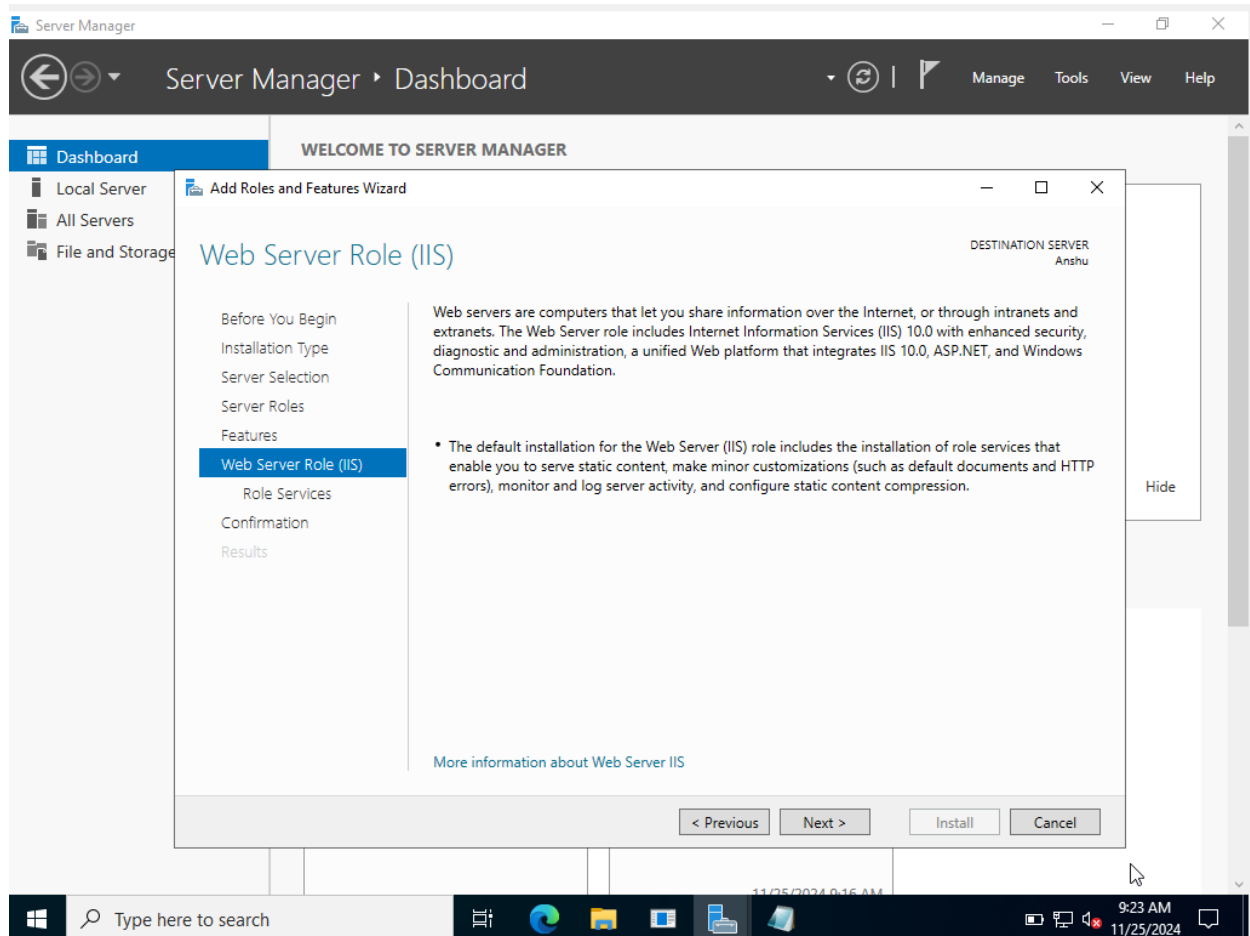 Server Manager
Server Manager ‣ Dashboard
Manage Tools View Help
Dashboard
Local Server
All Servers
File and Storage
WELCOME TO SERVER MANAGER
Add Roles and Features Wizard
Web Server Role (IIS)
DESTINATION SERVER
Anshu
Before You Begin
Installation Type
Server Selection
Server Roles
Features
Web Server Role (IIS)
Role Services
Confirmation
Results
Web servers are computers that let you share information over the Internet, or through intranets and
extranets. The Web Server role includes Internet Information Services (IIS) 10.0 with enhanced security,
diagnostic and administration, a unified Web platform that integrates IIS 10.0, ASP.NET, and Windows
Communication Foundation.
• The default installation for the Web Server (IIS) role includes the installation of role services that
enable you to serve static content, make minor customizations (such as default documents and HTTP
errors), monitor and log server activity, and configure static content compression.
More information about Web Server IIS
< Previous Next > Install Cancel
Hide
11/25/2024 9:16 AM
Type here to search
9:23 AM
11/25/2024